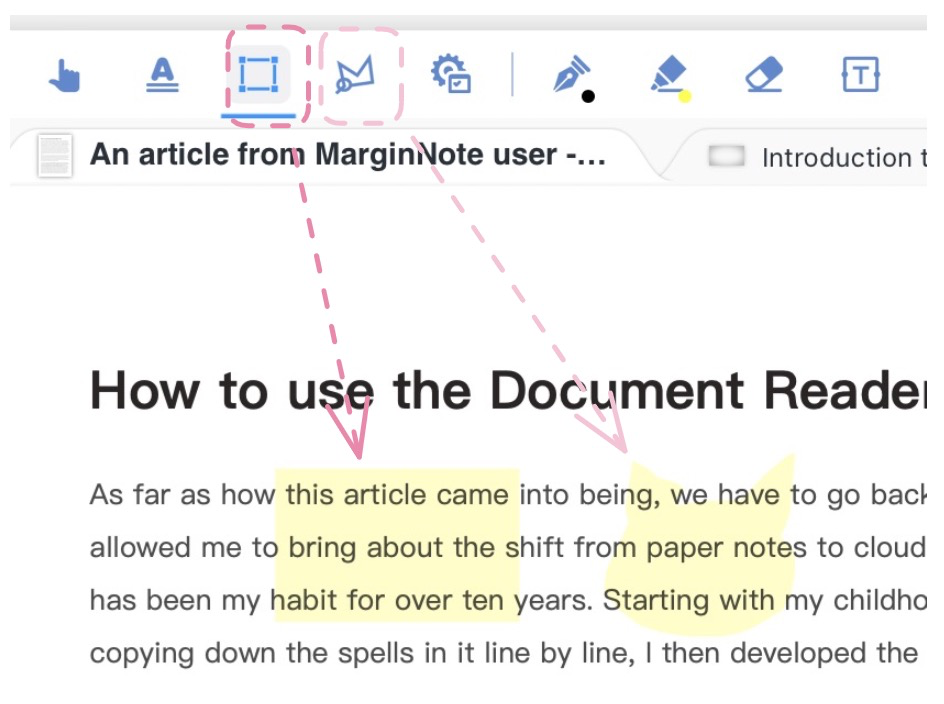 A
T
An article from MarginNote user -...
Introduction t
How to use the Document Reader
As far as how this article came into being, we have to go back
allowed me to bring about the shift from paper notes to cloud
has been my habit for over ten years. Starting with my childho
copying down the spells in it line by line, I then developed the